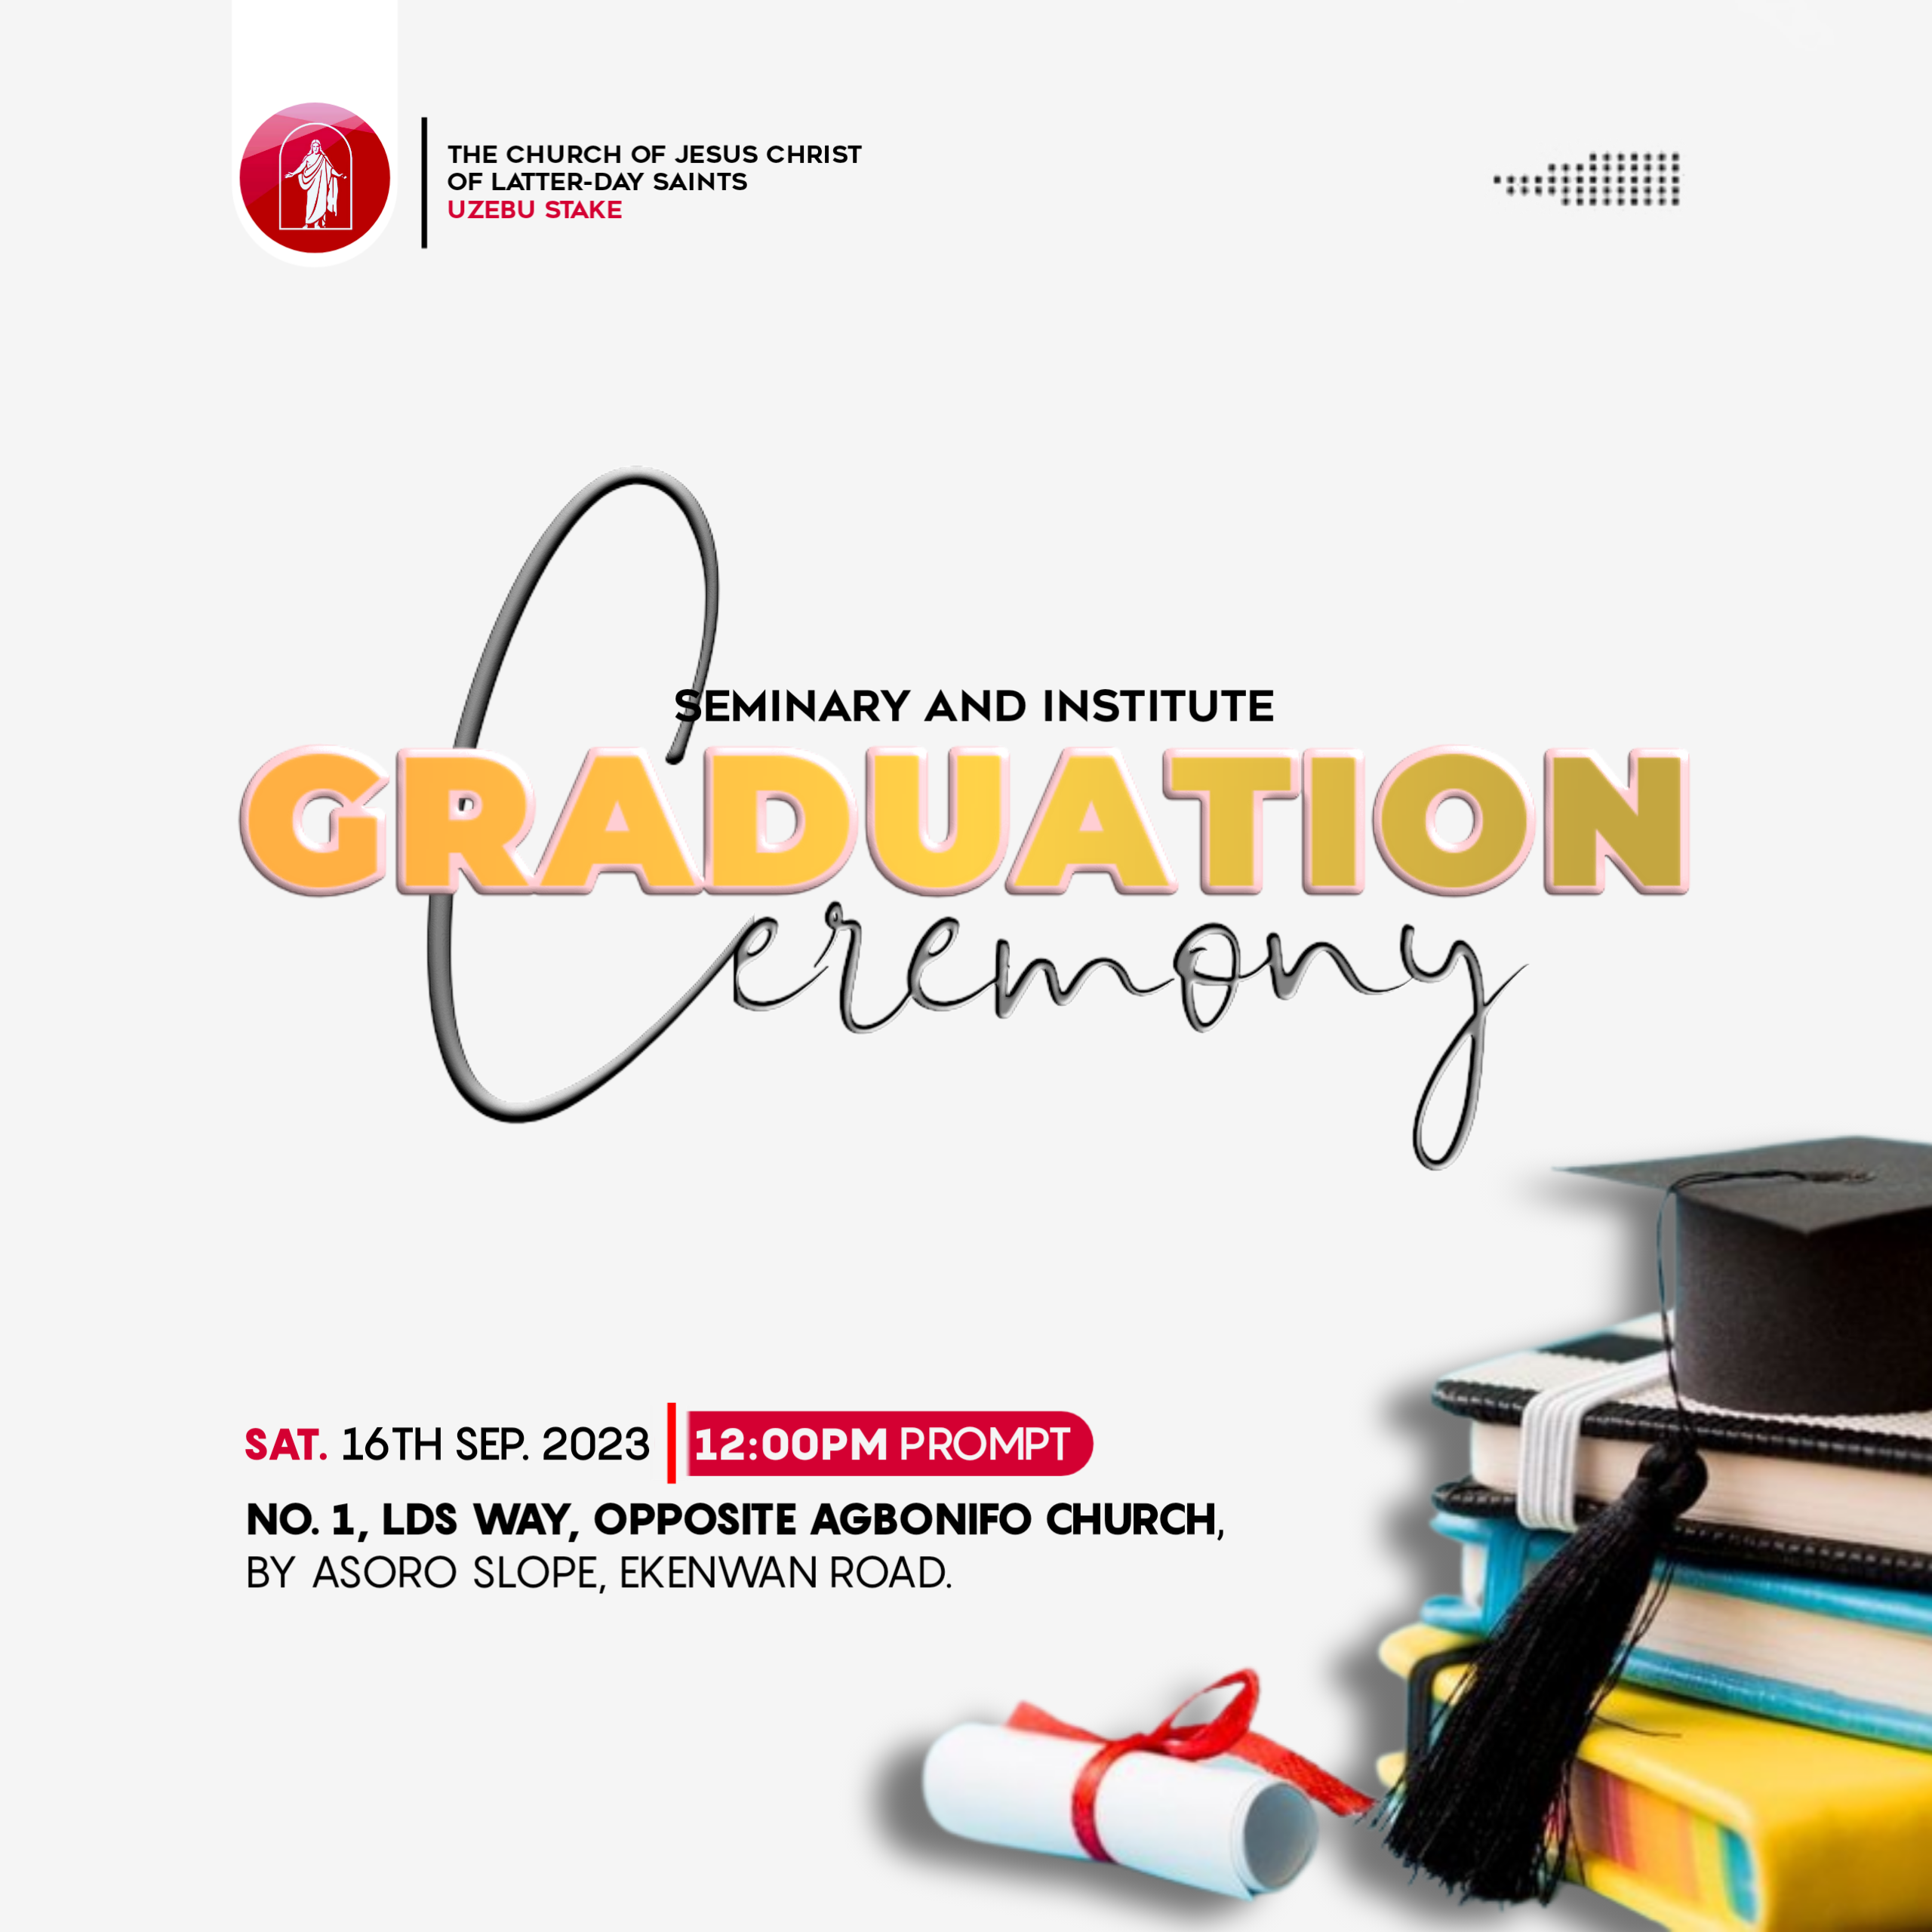 THE CHURCH OF JESUS CHRIST
OF LATTER-DAY SAINTS
UZEBU STAKE
SEMINARY AND INSTITUTE
GRADUATION
Ceremony
SAT. 16TH SEP. 2023 12:00PM PROMPT
NO. 1, LDS WAY, OPPOSITE AGBONIFO CHURCH,
BY ASORO SLOPE, EKENWAN ROAD.